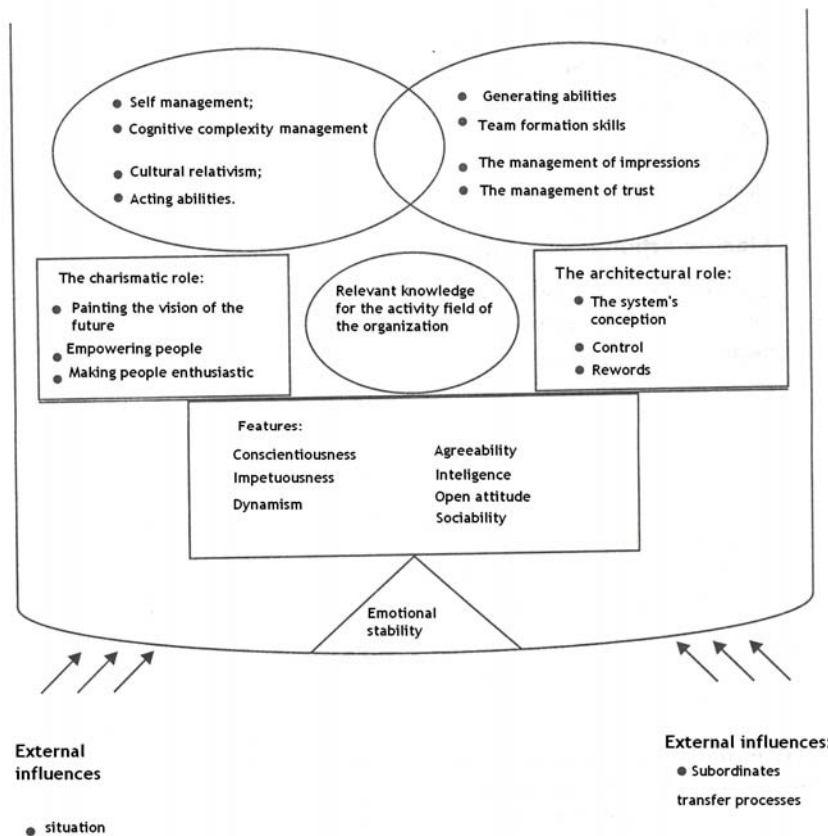 ● Self management;
● Cognitive complexity management
● Cultural relativism;
● Acting abilities.
● Generating abilities
● Team formation skills
● The management of impressions
● The management of trust
The charismatic role:
● Painting the vision of the
future
● Empowering people
● Making people enthusiastic
Relevant knowledge
for the activity field of
the organization
The architectural role:
● The system's
conception
● Control
● Rewords
Features:
Conscientiousness
Impetuousness
Dynamism
Agreeability
Inteligence
Open attitude
Sociability
Emotional
stability
External
influences
● situation
External influences:
● Subordinates
transfer processes